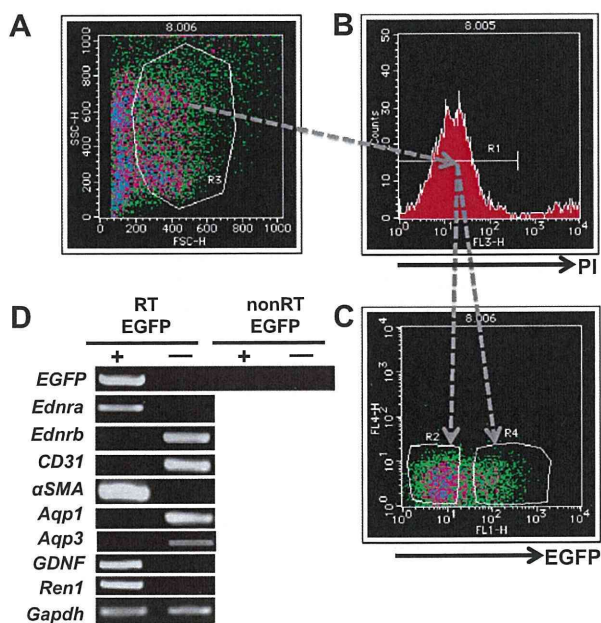 A
8.006
SSC-H
0 200 400 600 800 1000
R3
0 200 400 600 800 1000
FSC-H
B
8.005
Counts
0 10 20 30 40 50
R1
10^0 10^1 10^2 10^3 10^4
FL3-H
PI
C
8.006
FL4-H
10^0 10^1 10^2 10^3 10^4
R2
R4
10^0 10^1 10^2 10^3 10^4
FL1-H
EGFP
D
RT
EGFP
nonRT
EGFP
+ — + —
EGFP
Ednra
Ednrb
CD31
αSMA
Aqp1
Aqp3
GDNF
Ren1
Gapdh